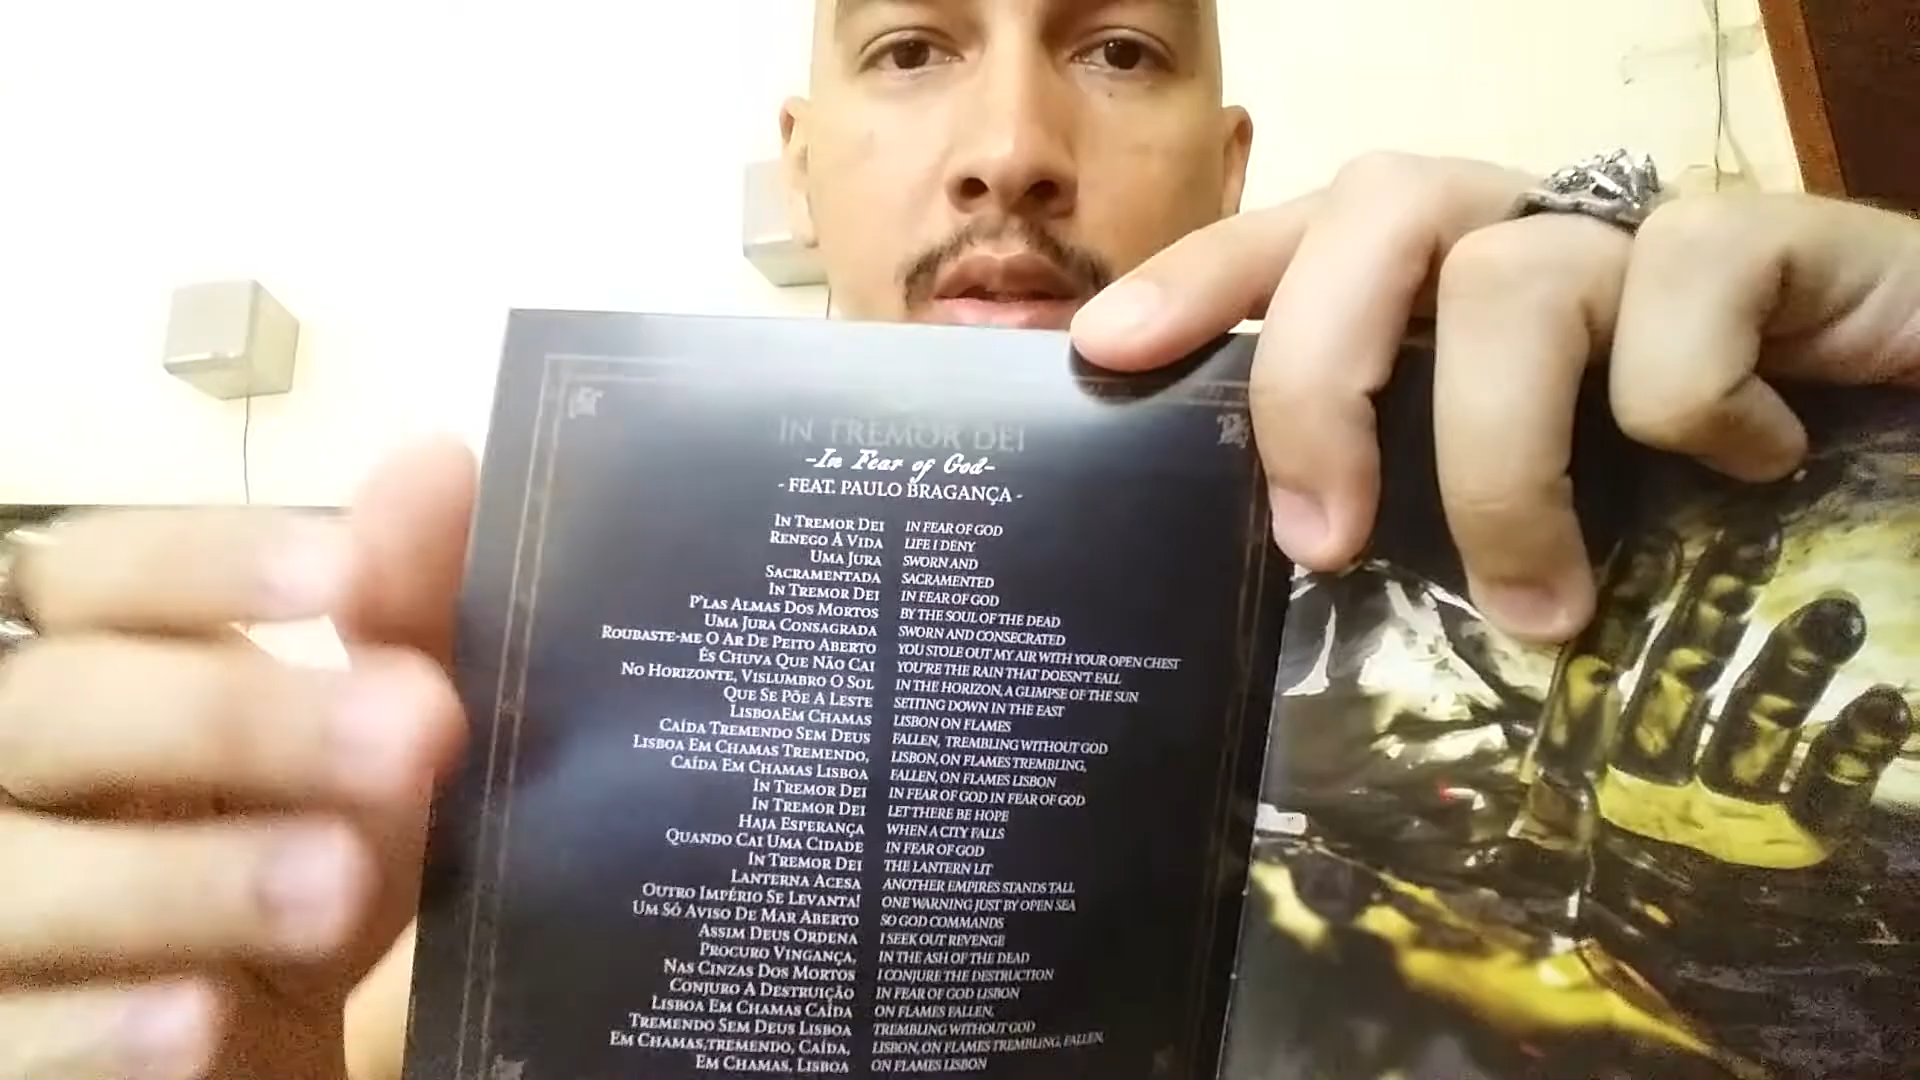 IN TREMOR DEI
-In Fear of God-
- FEAT. PAULO BRAGANÇA -
IN TREMOR DEI
RENEGO À VIDA
UMA JURA
SACRAMENTADA
IN TREMOR DEI
P'LAS ALMAS DOS MORTOS
UMA JURA CONSAGRADA
ROUBASTE-ME O AR DE PEITO ABERTO
ÉS CHUVA QUE NÃO CAI
NO HORIZONTE, VISLUMBRO O SOL
QUE SE PÕE A LESTE
LISBOAEM CHAMAS
CAÍDA TREMENDO SEM DEUS
LISBOA EM CHAMAS TREMENDO,
CAÍDA EM CHAMAS LISBOA
IN TREMOR DEI
IN TREMOR DEI
HAJA ESPERANÇA
QUANDO CAI UMA CIDADE
IN TREMOR DEI
LANTERNA ACESA
OUTRO IMPÉRIO SE LEVANTA!
UM SÓ AVISO DE MAR ABERTO
ASSIM DEUS ORDENA
PROCURO VINGANÇA,
NAS CINZAS DOS MORTOS
CONJURO A DESTRUIÇÃO
LISBOA EM CHAMAS CAÍDA
TREMENDO SEM DEUS LISBOA
EM CHAMAS,TREMENDO, CAÍDA,
EM CHAMAS, LISBOA
IN FEAR OF GOD
LIFE I DENY
SWORN AND
SACRAMENTED
IN FEAR OF GOD
BY THE SOUL OF THE DEAD
SWORN AND CONSECRATED
YOU STOLE OUT MY AIR WITH YOUR OPEN CHEST
YOU'RE THE RAIN THAT DOESN'T FALL
IN THE HORIZON, A GLIMPSE OF THE SUN
SETTING DOWN IN THE EAST
LISBON ON FLAMES
FALLEN, TREMBLING WITHOUT GOD
LISBON, ON FLAMES TREMBLING,
FALLEN, ON FLAMES LISBON
IN FEAR OF GOD IN FEAR OF GOD
LET THERE BE HOPE
WHEN A CITY FALLS
IN FEAR OF GOD
THE LANTERN LIT
ANOTHER EMPIRES STANDS TALL
ONE WARNING JUST BY OPEN SEA
SO GOD COMMANDS
I SEEK OUT REVENGE
IN THE ASH OF THE DEAD
I CONJURE THE DESTRUCTION
IN FEAR OF GOD LISBON
ON FLAMES FALLEN,
TREMBLING WITHOUT GOD
LISBON, ON FLAMES TREMBLING, FALLEN,
ON FLAMES LISBON